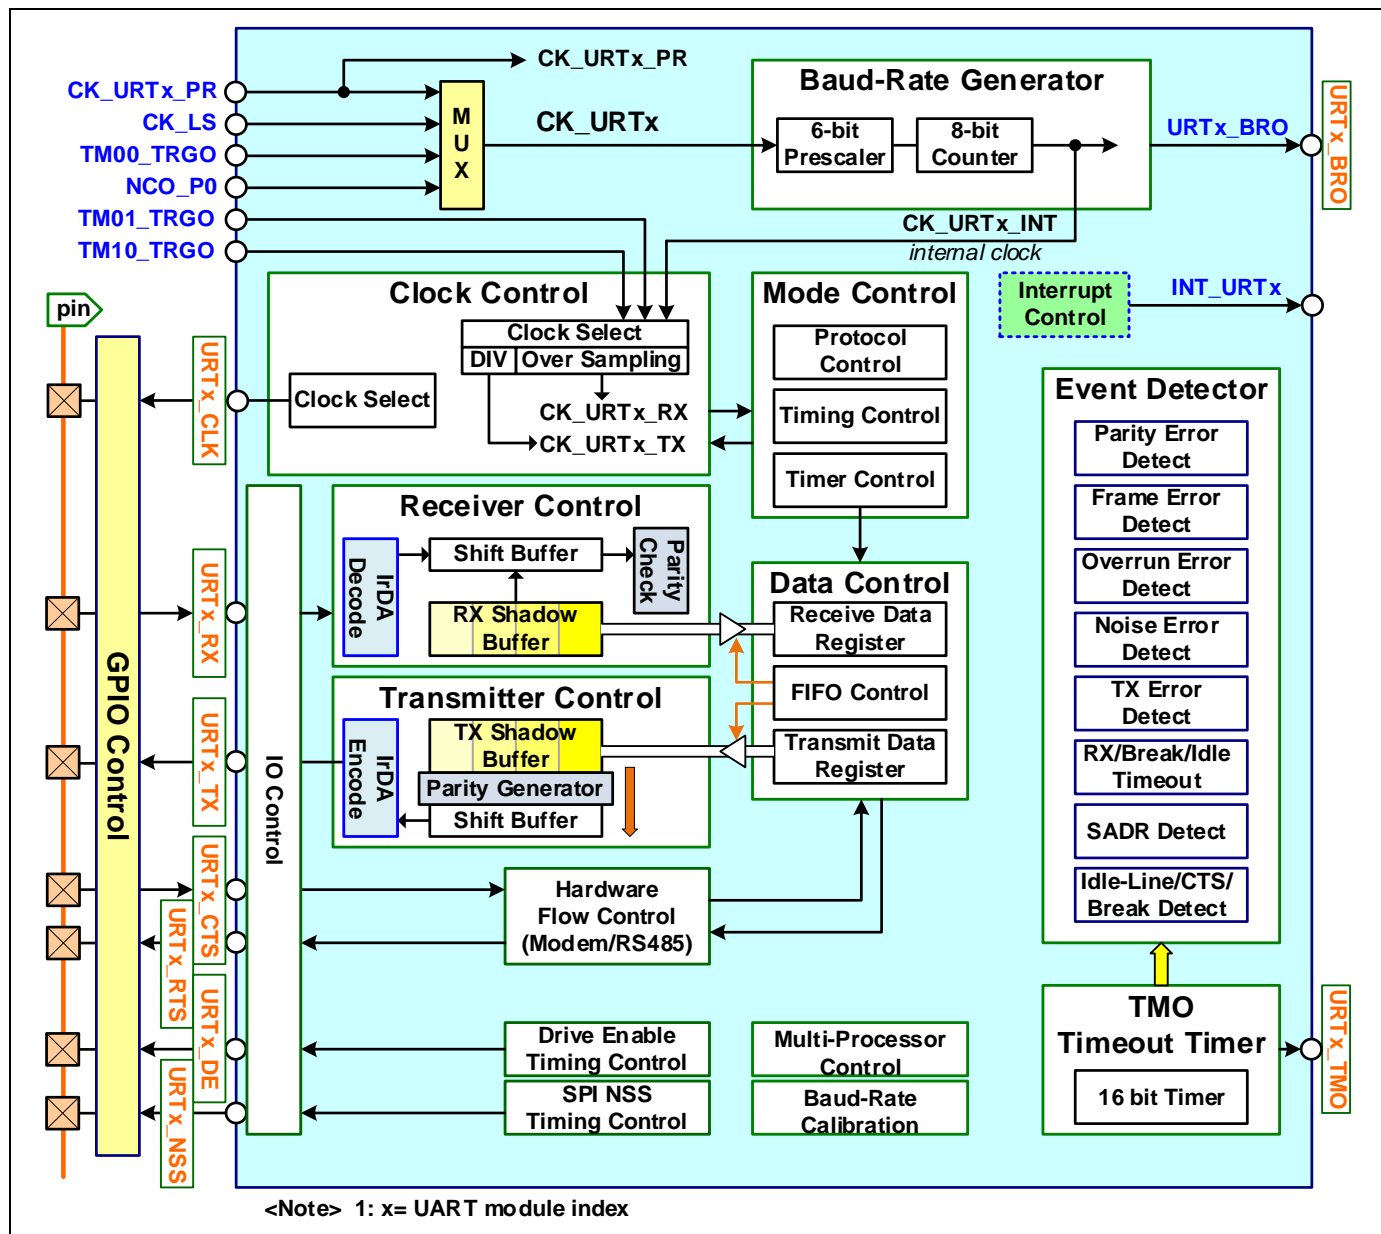 CK_URTx_PR
CK_URTx_PR
CK_LS
TM00_TRGO
NCO_P0
TM01_TRGO
TM10_TRGO
M
U
X
CK_URTx
Baud-Rate Generator
6-bit
Prescaler
8-bit
Counter
URTx_BRO
URTx_BRO
CK_URTx_INT
internal clock
Clock Control
Clock Select
DIV
Over Sampling
Clock Select
CK_URTx_RX
CK_URTx_TX
Mode Control
Protocol
Control
Timing Control
Timer Control
Interrupt
Control
INT_URTx
pin
GPIO Control
URTx_CLK
URTx_RX
URTx_TX
URTx_CTS
URTx_RTS
URTx_DE
URTx_NSS
IO Control
Receiver Control
IrDA
Decode
Shift Buffer
Parity
Check
RX Shadow
Buffer
Transmitter Control
IrDA
Encode
TX Shadow
Buffer
Parity Generator
Shift Buffer
Data Control
Receive Data
Register
FIFO Control
Transmit Data
Register
Hardware
Flow Control
(Modem/RS485)
Drive Enable
Timing Control
SPI NSS
Timing Control
Multi-Processor
Control
Baud-Rate
Calibration
Event Detector
Parity Error
Detect
Frame Error
Detect
Overrun Error
Detect
Noise Error
Detect
TX Error
Detect
RX/Break/Idle
Timeout
SADR Detect
Idle-Line/CTS/
Break Detect
TMO
Timeout Timer
16 bit Timer
URTx_TMO
<Note> 1: x= UART module index